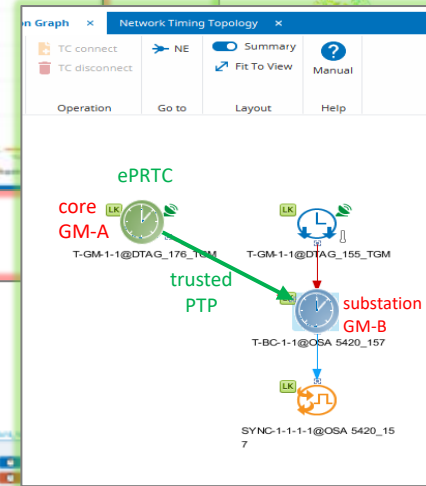 n Graph × Network Timing Topology ×
TC connect
TC disconnect
NE
Summary
Fit To View
Manual
Operation Go to Layout Help
ePRTC
core
GM-A
LK
LK
T-GM-1-1@DTAG_176_TGM
T-GM-1-1@DTAG_155_TGM
trusted
PTP
LK
substation
GM-B
T-BC-1-1@OSA 5420_157
LK
SYNC-1-1-1-1@OSA 5420_15
7